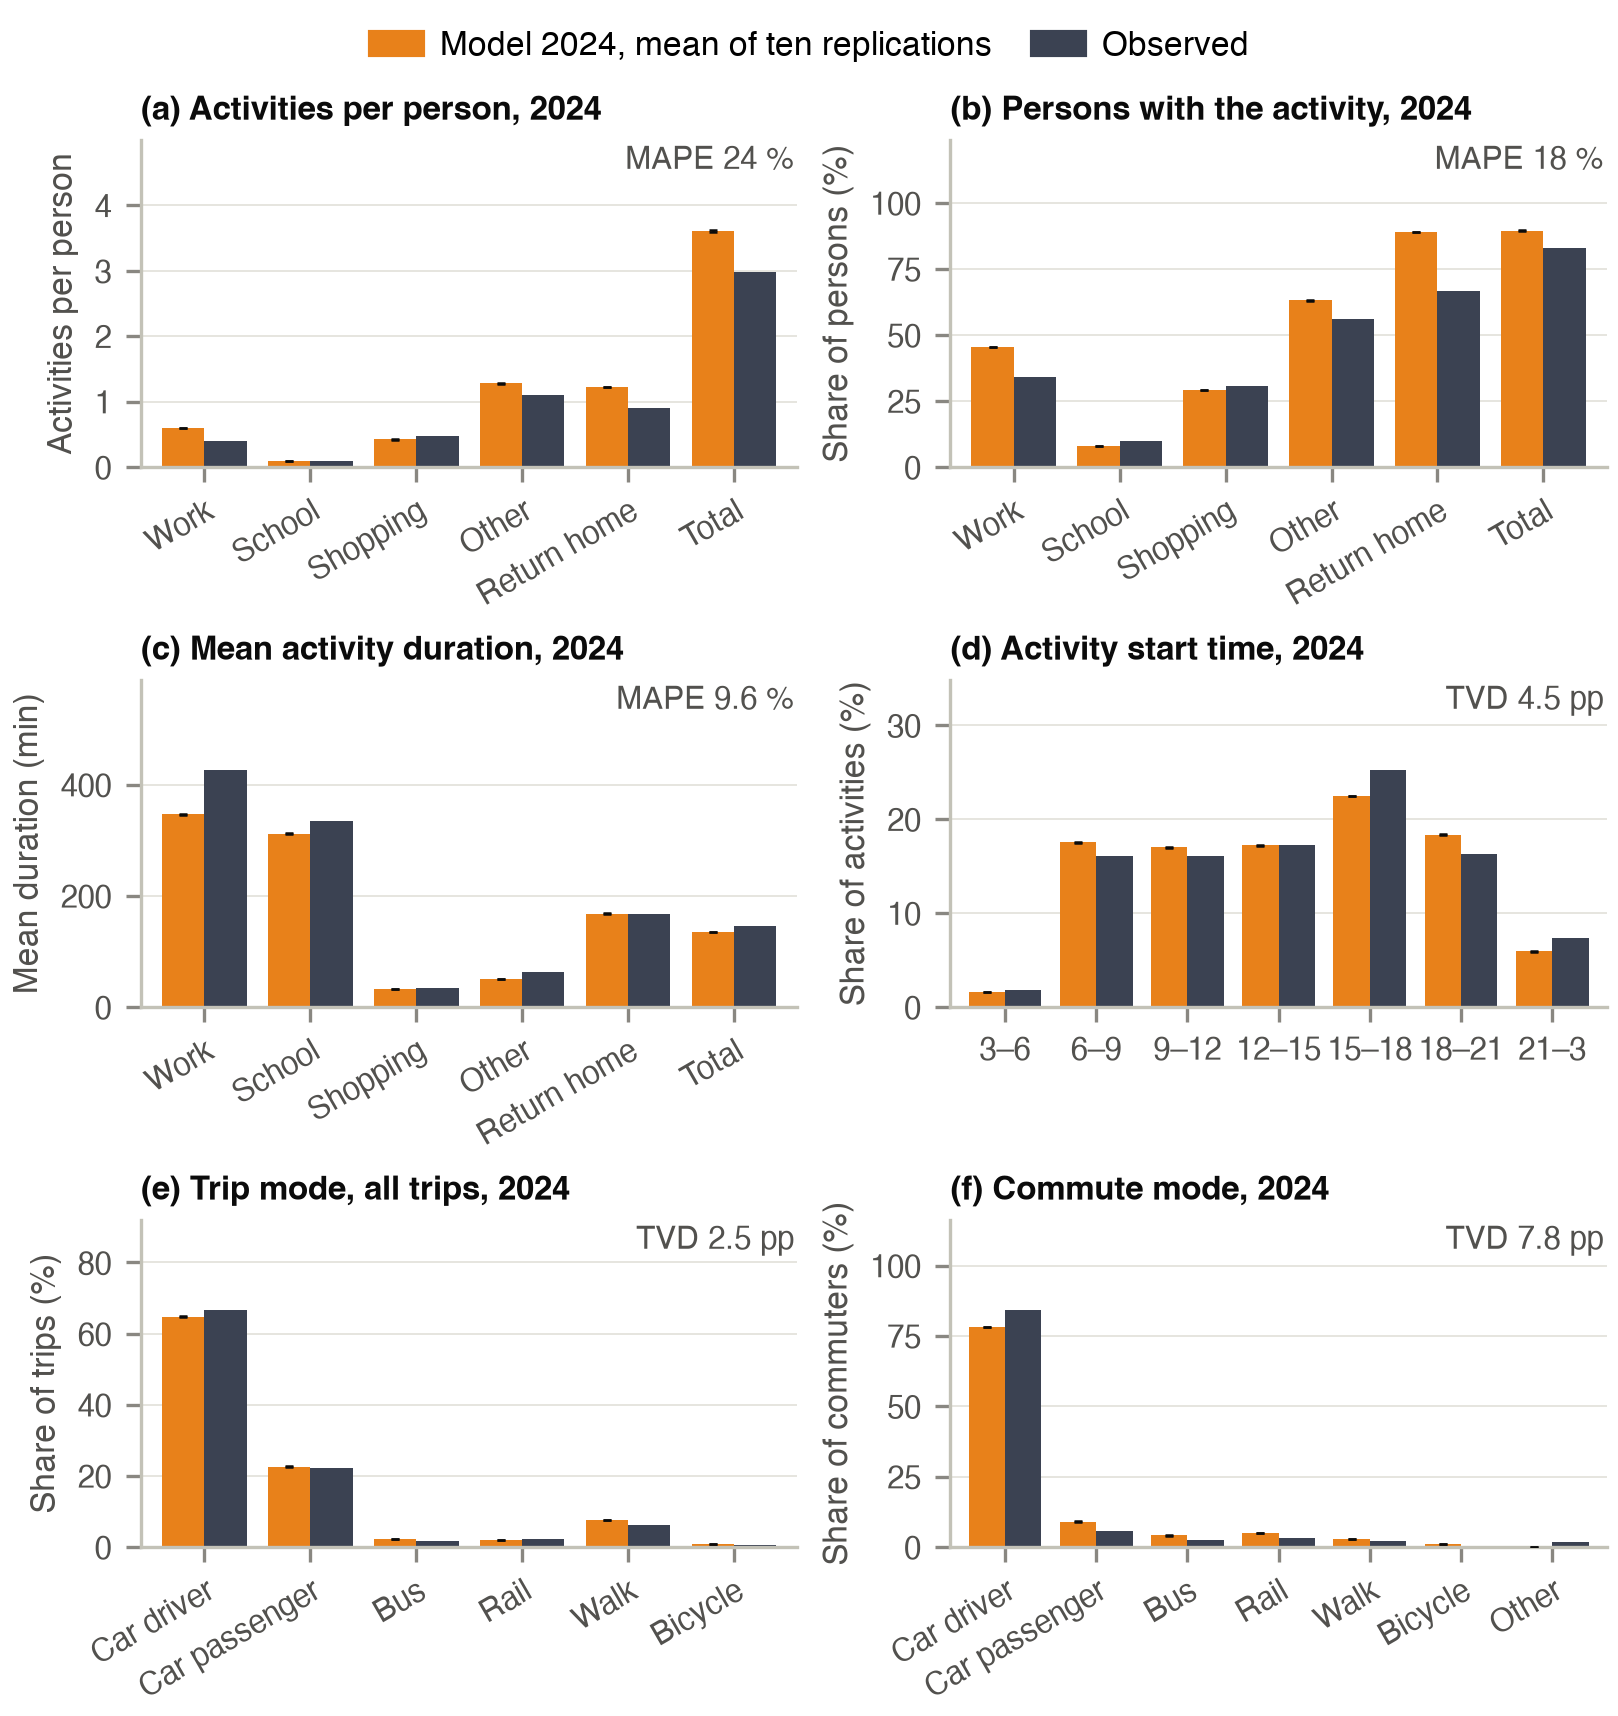 Model 2024, mean of ten replications
Observed
(a) Activities per person, 2024
MAPE 24 %
Activities per person
4
3
2
1
0
Work
School
Shopping
Other
Return home
Total
(b) Persons with the activity, 2024
MAPE 18 %
Share of persons (%)
100
75
50
25
0
Work
School
Shopping
Other
Return home
Total
(c) Mean activity duration, 2024
MAPE 9.6 %
Mean duration (min)
400
200
0
Work
School
Shopping
Other
Return home
Total
(d) Activity start time, 2024
TVD 4.5 pp
Share of activities (%)
30
20
10
0
3–6
6–9
9–12
12–15
15–18
18–21
21–3
(e) Trip mode, all trips, 2024
TVD 2.5 pp
Share of trips (%)
80
60
40
20
0
Car driver
Car passenger
Bus
Rail
Walk
Bicycle
(f) Commute mode, 2024
TVD 7.8 pp
Share of commuters (%)
100
75
50
25
0
Car driver
Car passenger
Bus
Rail
Walk
Bicycle
Other